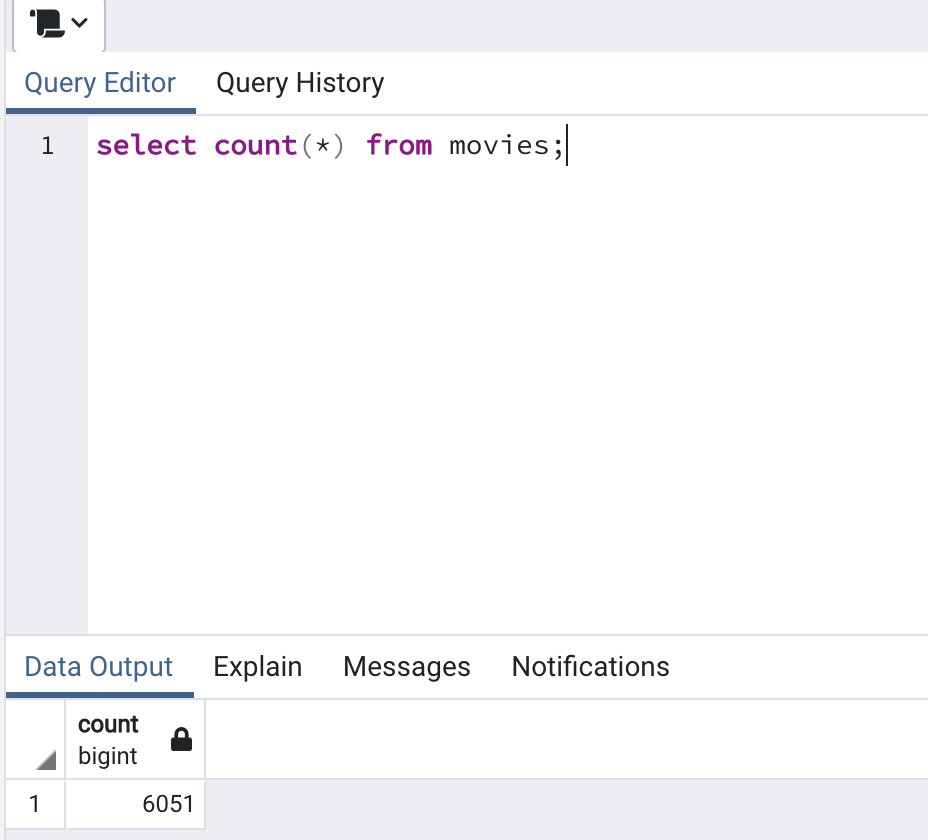 Query Editor Query History
1 select count(*) from movies;
Data Output Explain Messages Notifications
count
bigint
1 6051